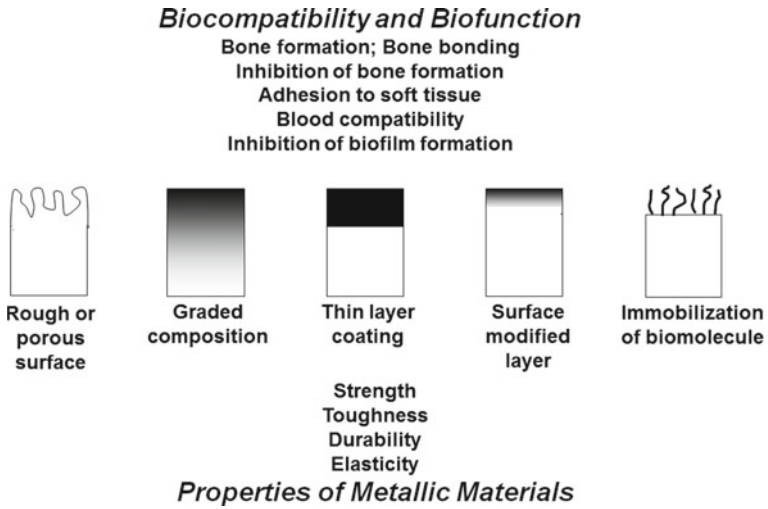 Biocompatibility and Biofunction
Bone formation; Bone bonding
Inhibition of bone formation
Adhesion to soft tissue
Blood compatibility
Inhibition of biofilm formation
Rough or
porous
surface
Graded
composition
Thin layer
coating
Surface
modified
layer
Immobilization
of biomolecule
Strength
Toughness
Durability
Elasticity
Properties of Metallic Materials